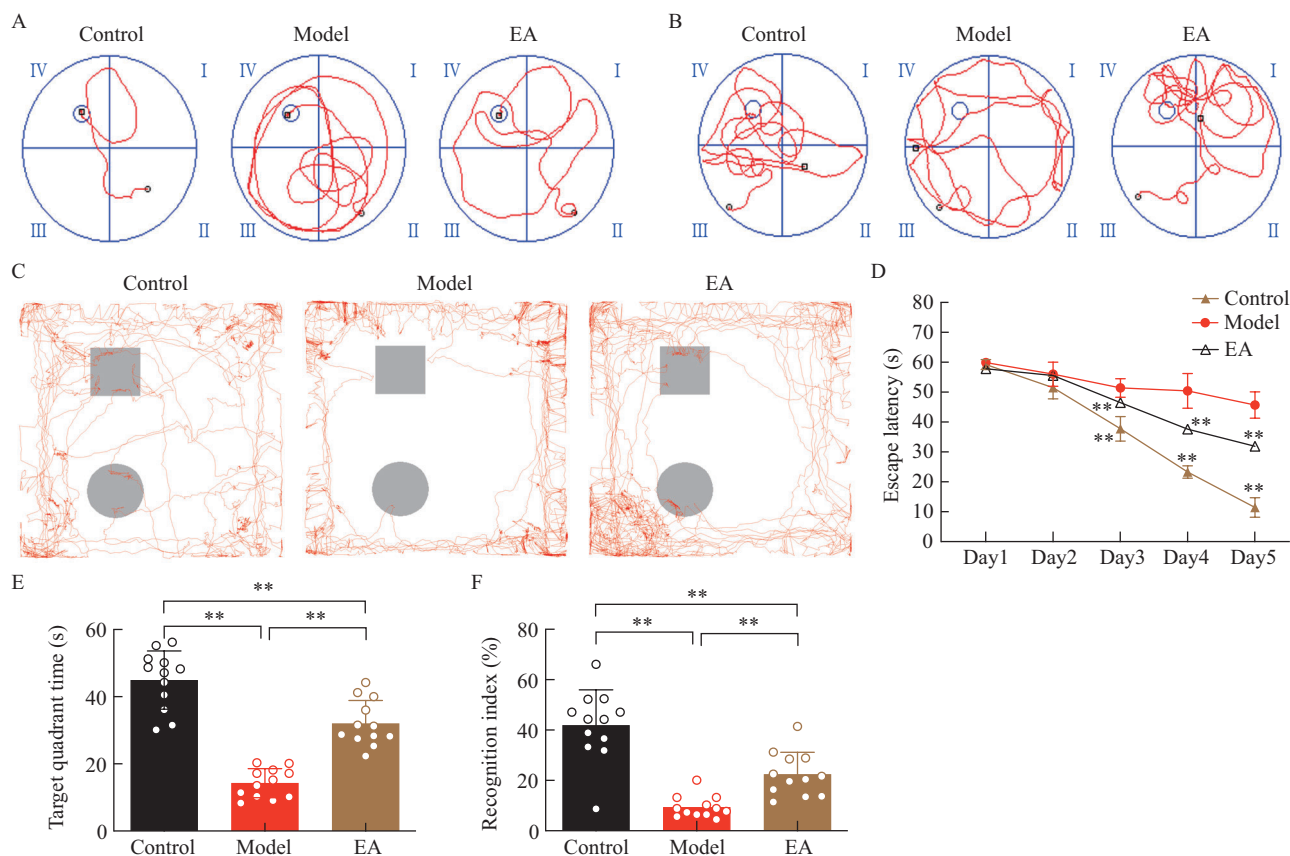 A
Control
Model
EA
IV
I
III
II
IV
I
III
II
IV
I
III
II
B
Control
Model
EA
IV
I
III
II
IV
I
III
II
IV
I
III
II
C
Control
Model
EA
D
Escape latency (s)
80
70
60
50
40
30
20
10
0
Control
Model
EA
**
**
**
**
**
**
Day1 Day2 Day3 Day4 Day5
E
Target quadrant time (s)
60
40
20
0
**
**
**
Control Model EA
F
Recognition index (%)
80
60
40
20
0
**
**
**
Control Model EA